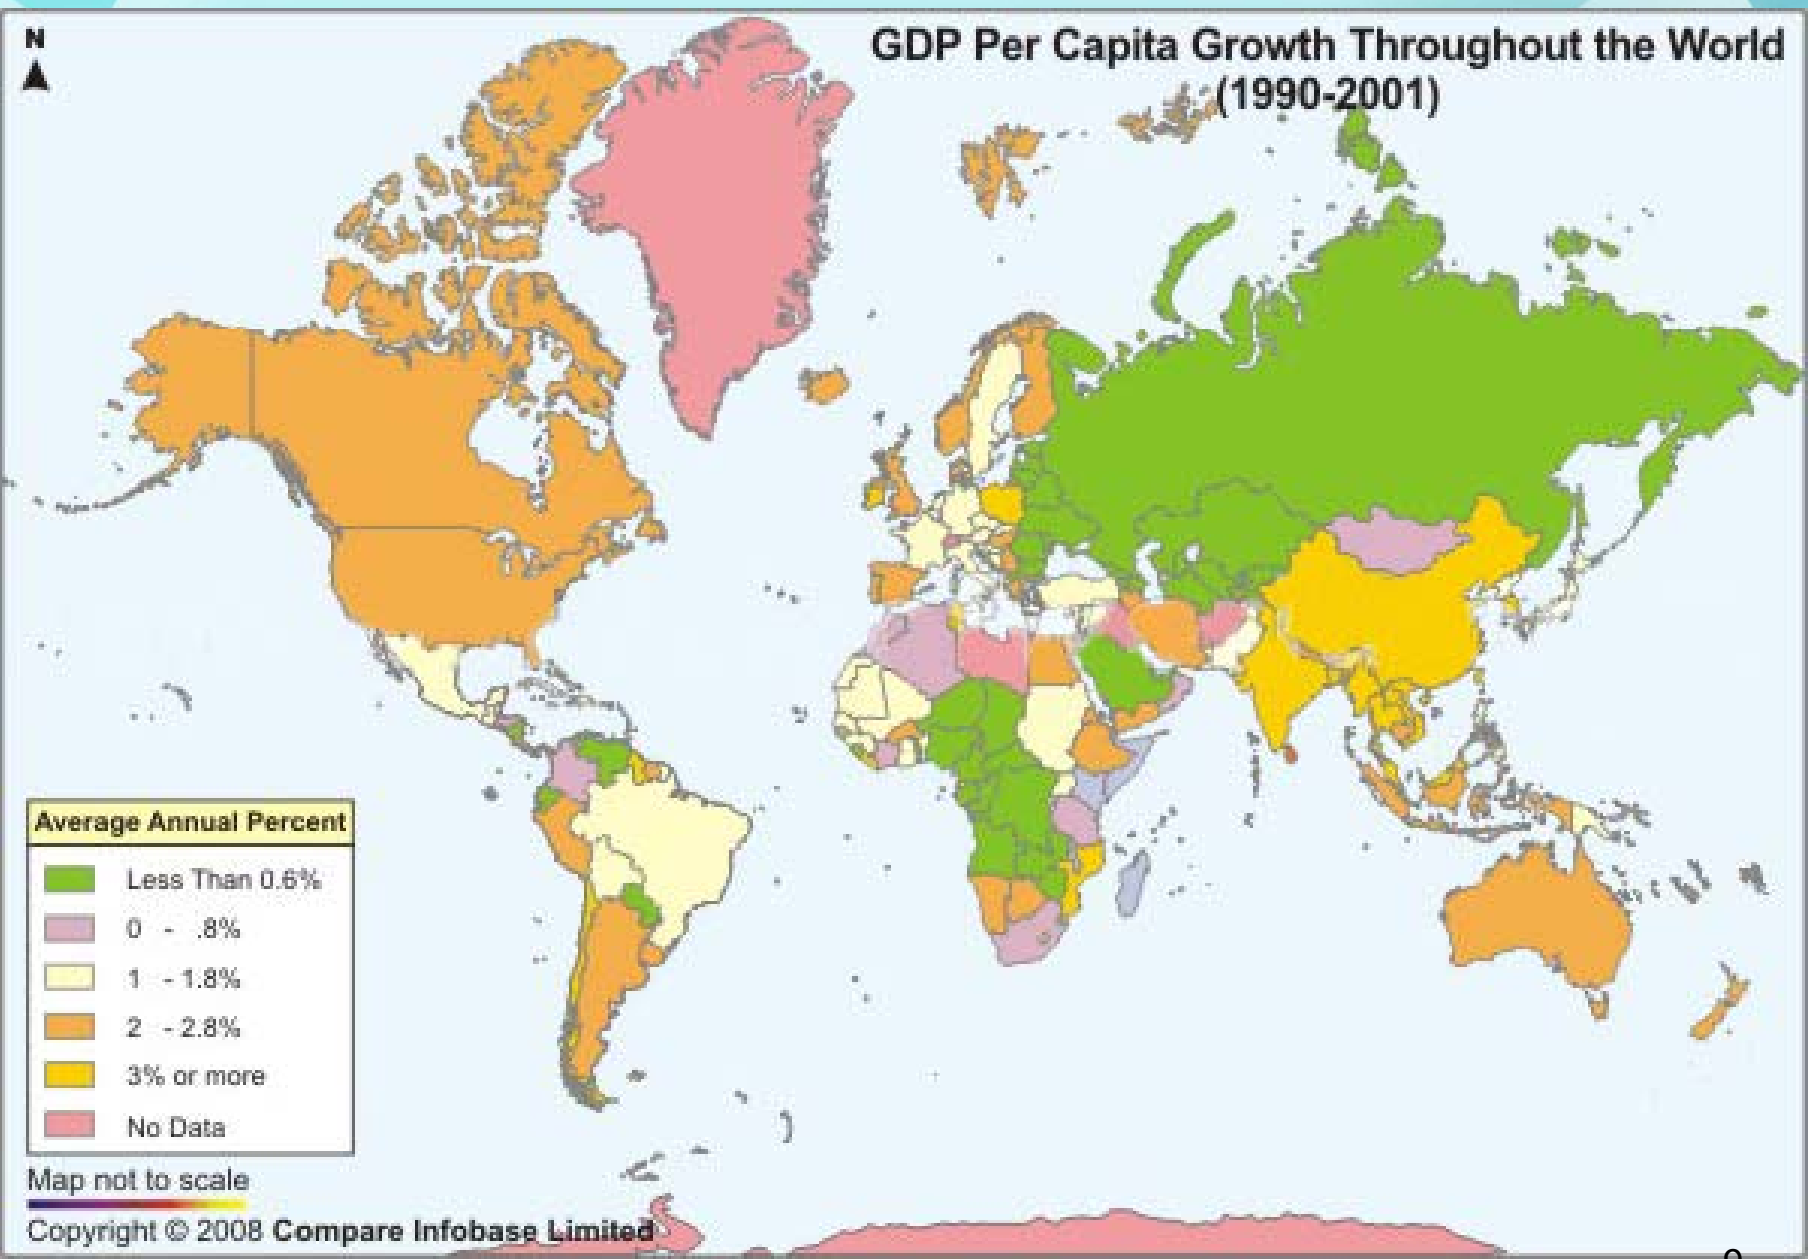 N
GDP Per Capita Growth Throughout the World
(1990-2001)
Average Annual Percent
Less Than 0.6%
0 - .8%
1 - 1.8%
2 - 2.8%
3% or more
No Data
Map not to scale
Copyright © 2008 Compare Infobase Limited